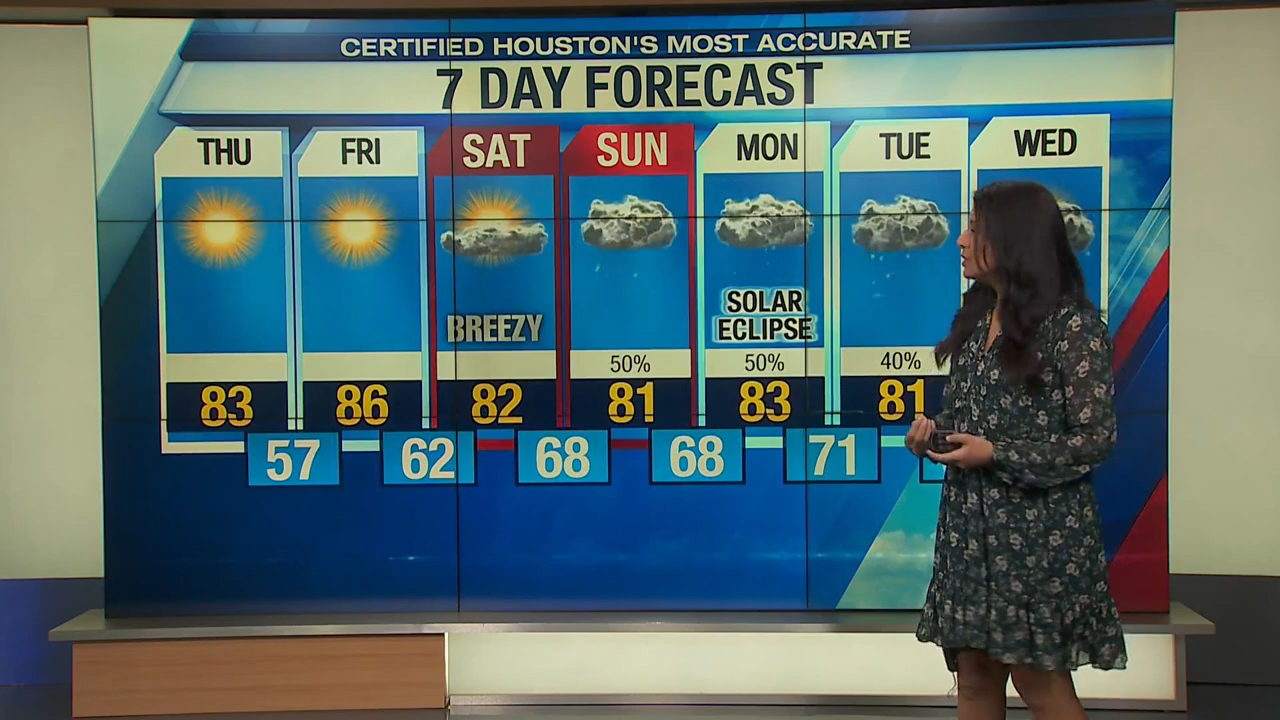 CERTIFIED HOUSTON'S MOST ACCURATE
7 DAY FORECAST
THU FRI SAT SUN MON TUE WED
BREEZY
SOLAR
ECLIPSE
50% 50% 40%
83 86 82 81 83 81
57 62 68 68 71